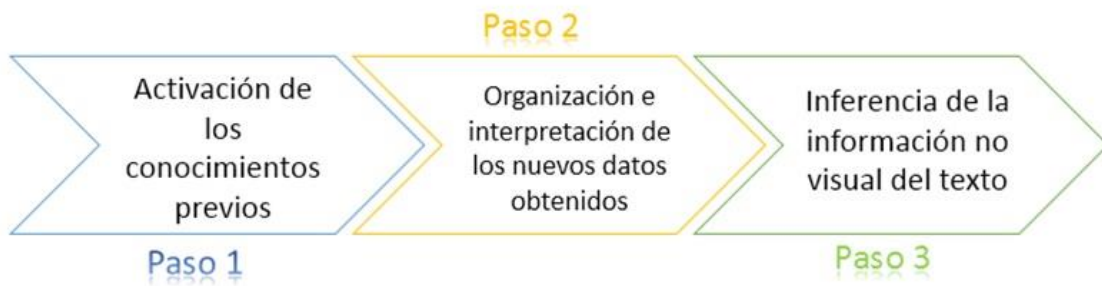 Paso 1
Activación de
los
conocimientos
previos
Paso 2
Organización e
interpretación de
los nuevos datos
obtenidos
Paso 3
Inferencia de la
información no
visual del texto